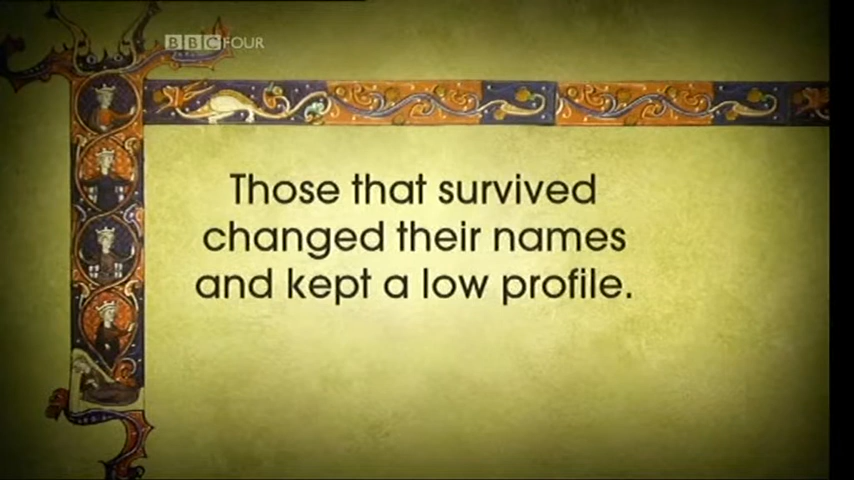 BBC FOUR
Those that survived
changed their names
and kept a low profile.